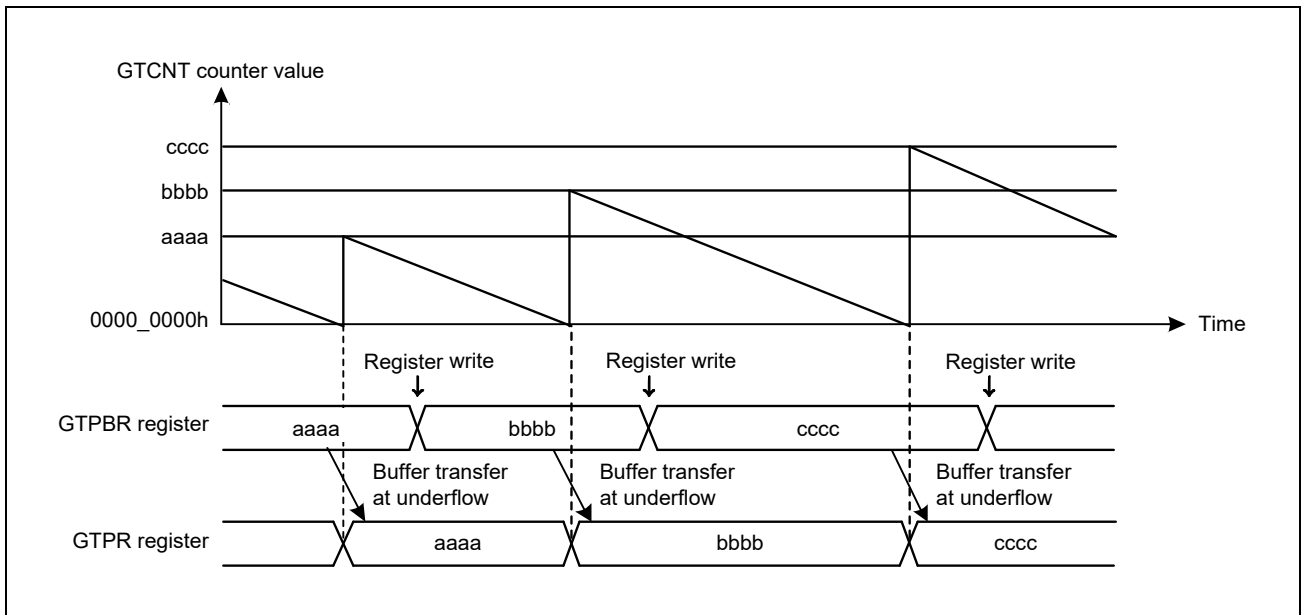 GTCNT counter value
cccc
bbbb
aaaa
0000_0000h
Time
Register write
Register write
Register write
GTPBR register
aaaa
bbbb
cccc
Buffer transfer
at underflow
Buffer transfer
at underflow
Buffer transfer
at underflow
GTPR register
aaaa
bbbb
cccc